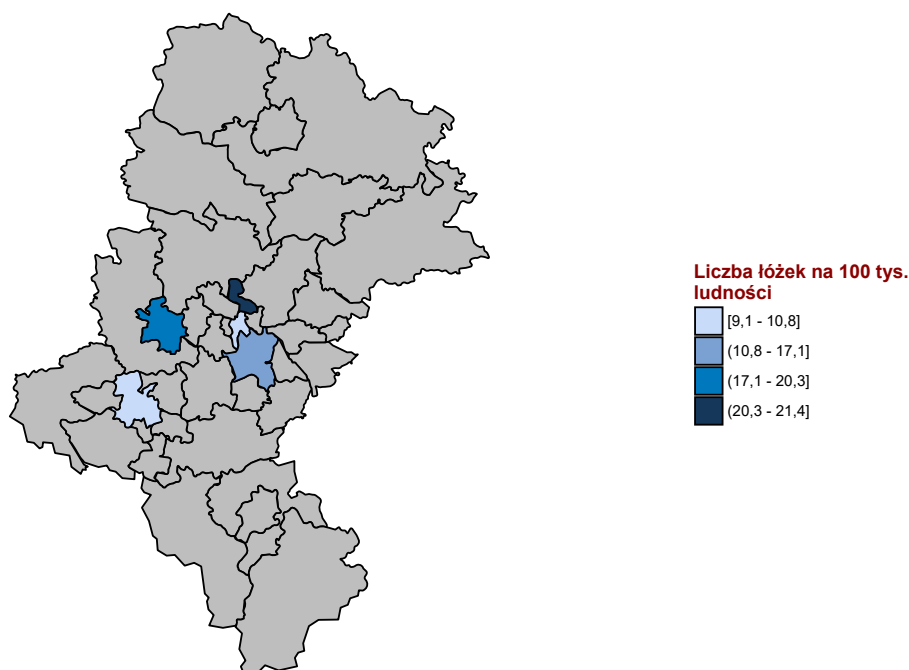 Liczba łóżek na 100 tys.
ludności
[9,1 - 10,8]
(10,8 - 17,1]
(17,1 - 20,3]
(20,3 - 21,4]